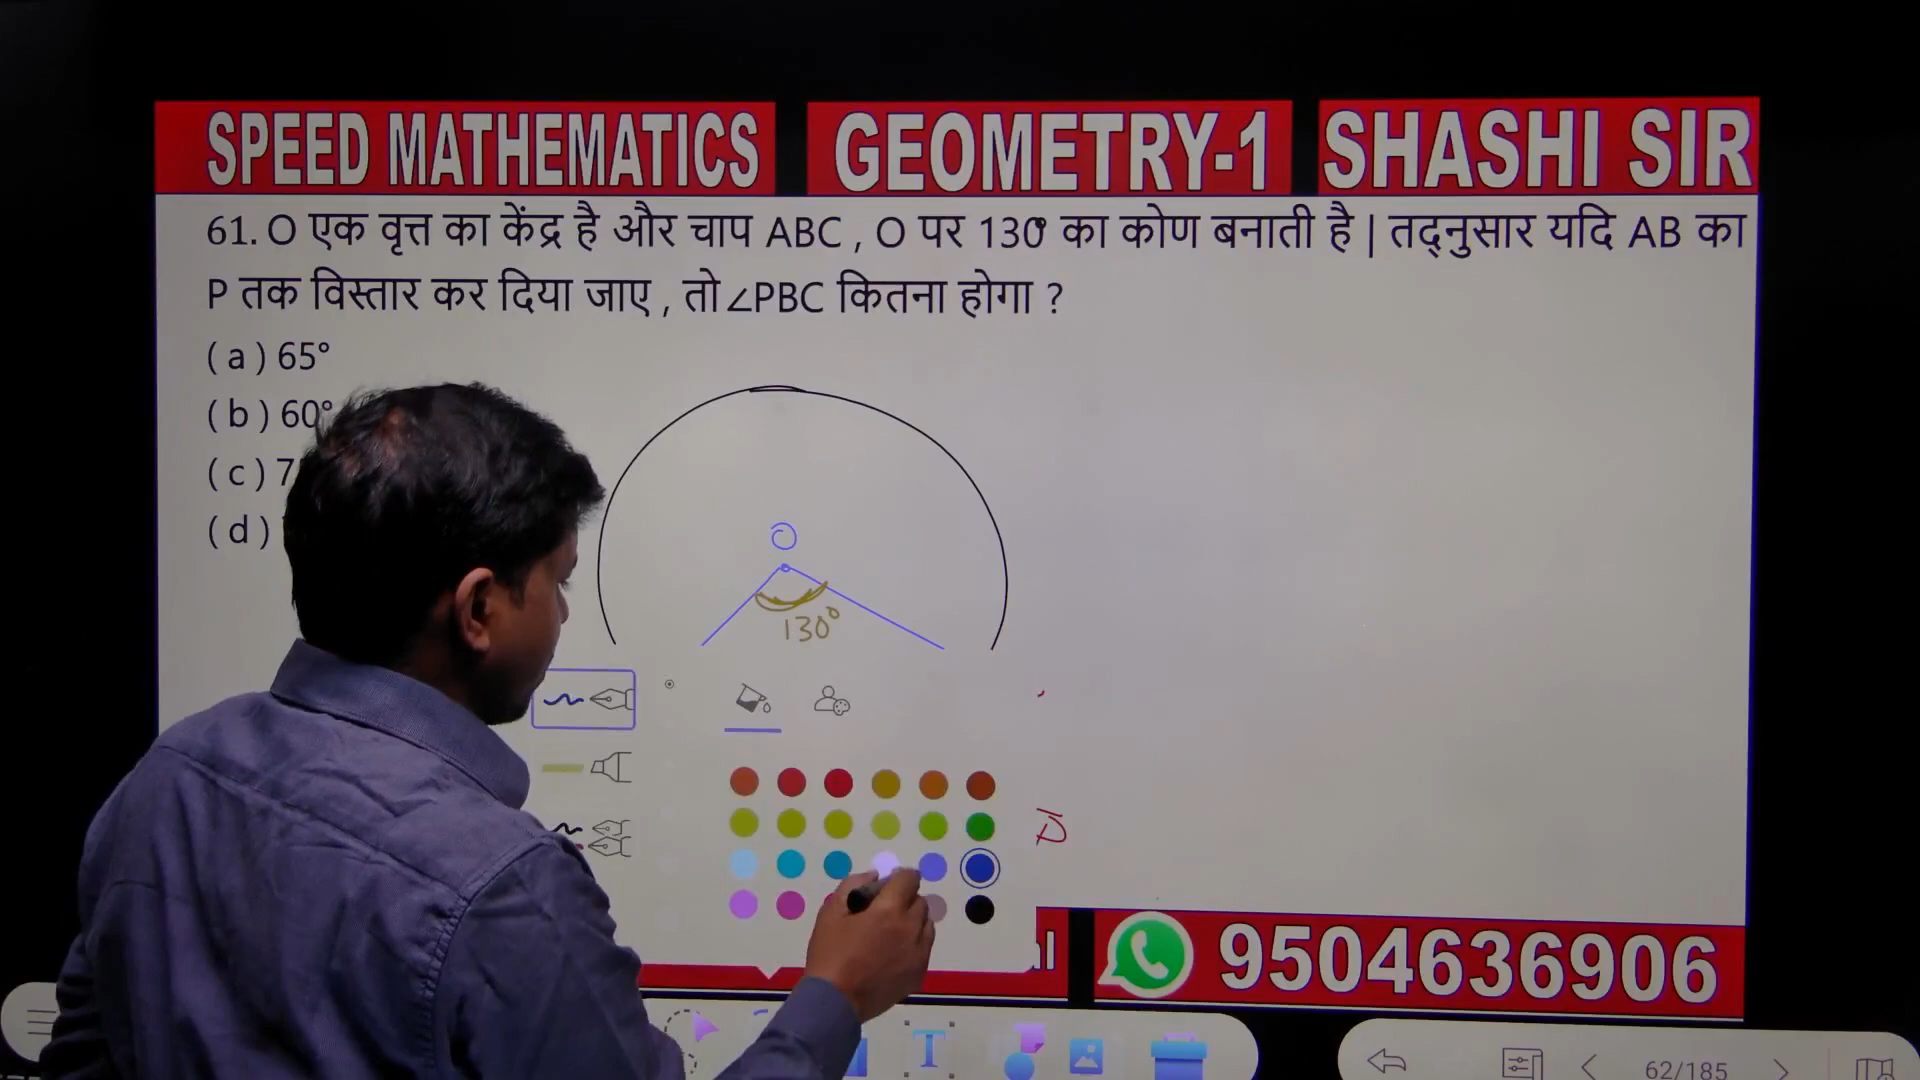 SPEED MATHEMATICS GEOMETRY-1 SHASHI SIR
61. O एक वृत्त का केंद्र है और चाप ABC , O पर 130° का कोण बनाती है | तद्नुसार यदि AB का
P तक विस्तार कर दिया जाए , तो ∠PBC कितना होगा ?
( a ) 65°
( b ) 60°
( c ) 7
( d )
O
130°
P
9504636906
T
62/185